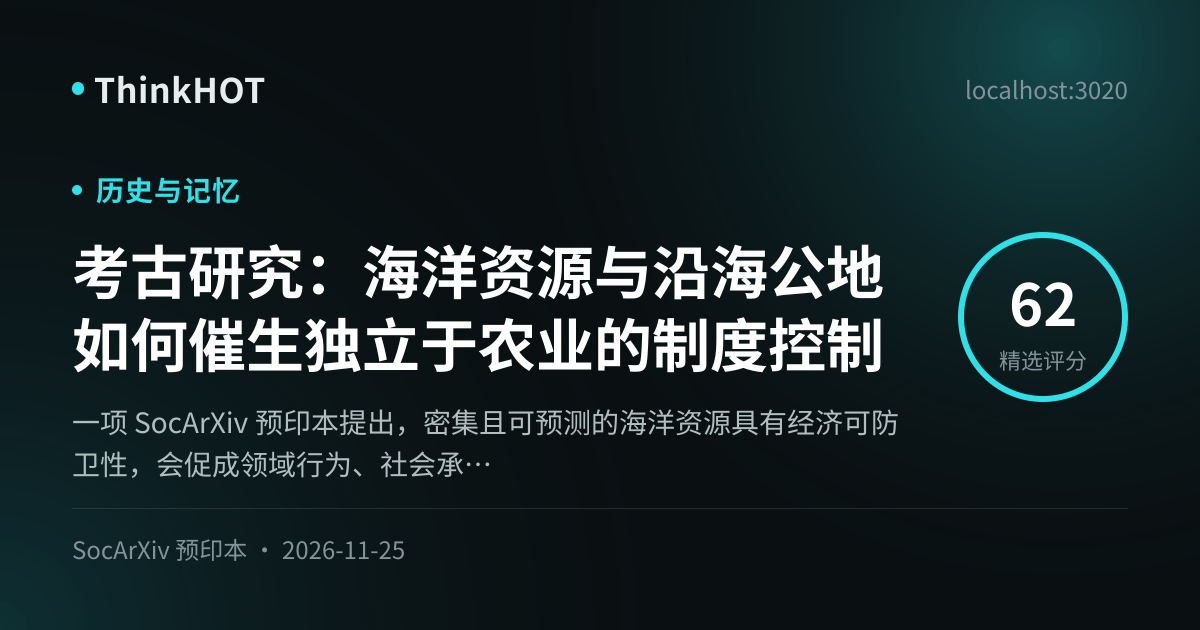 ThinkHOT
localhost:3020
历史与记忆
考古研究：海洋资源与沿海公地
如何催生独立于农业的制度控制
62
精选评分
一项 SocArXiv 预印本提出，密集且可预测的海洋资源具有经济可防
卫性，会促成领域行为、社会承…
SocArXiv 预印本 · 2026-11-25